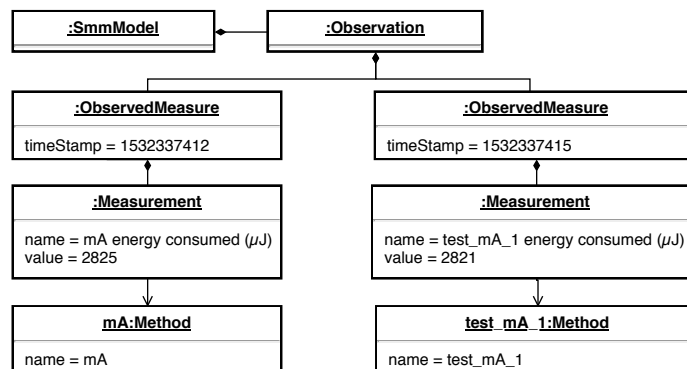 :SmmModel
:Observation
:ObservedMeasure
timeStamp = 1532337412
:ObservedMeasure
timeStamp = 1532337415
:Measurement
name = mA energy consumed (µJ)
value = 2825
:Measurement
name = test_mA_1 energy consumed (µJ)
value = 2821
mA:Method
name = mA
test_mA_1:Method
name = test_mA_1